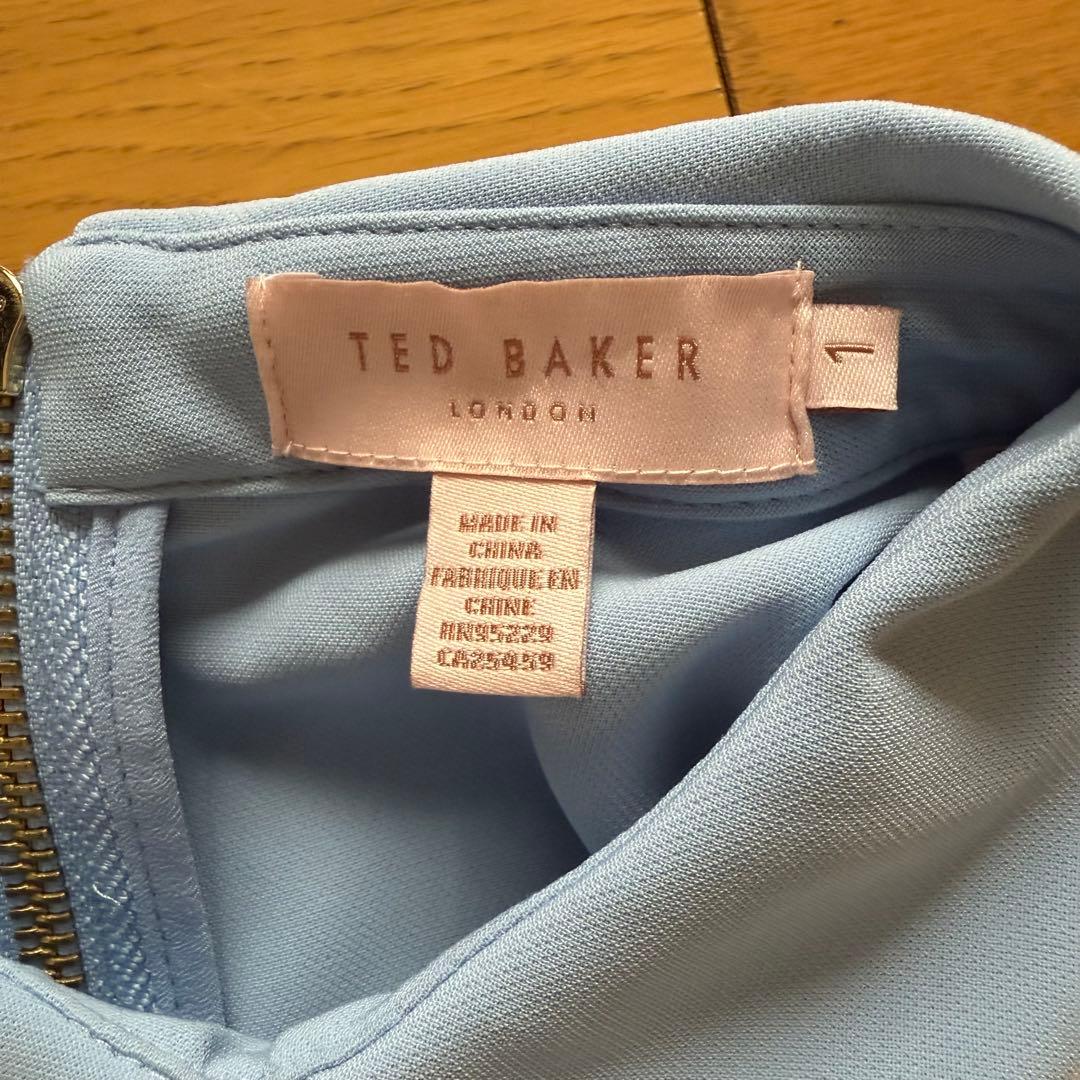 TED BAKER
LONDON
1
MADE IN
CHINA
FABRIQUE EN
CHINE
RN95229
CA25459